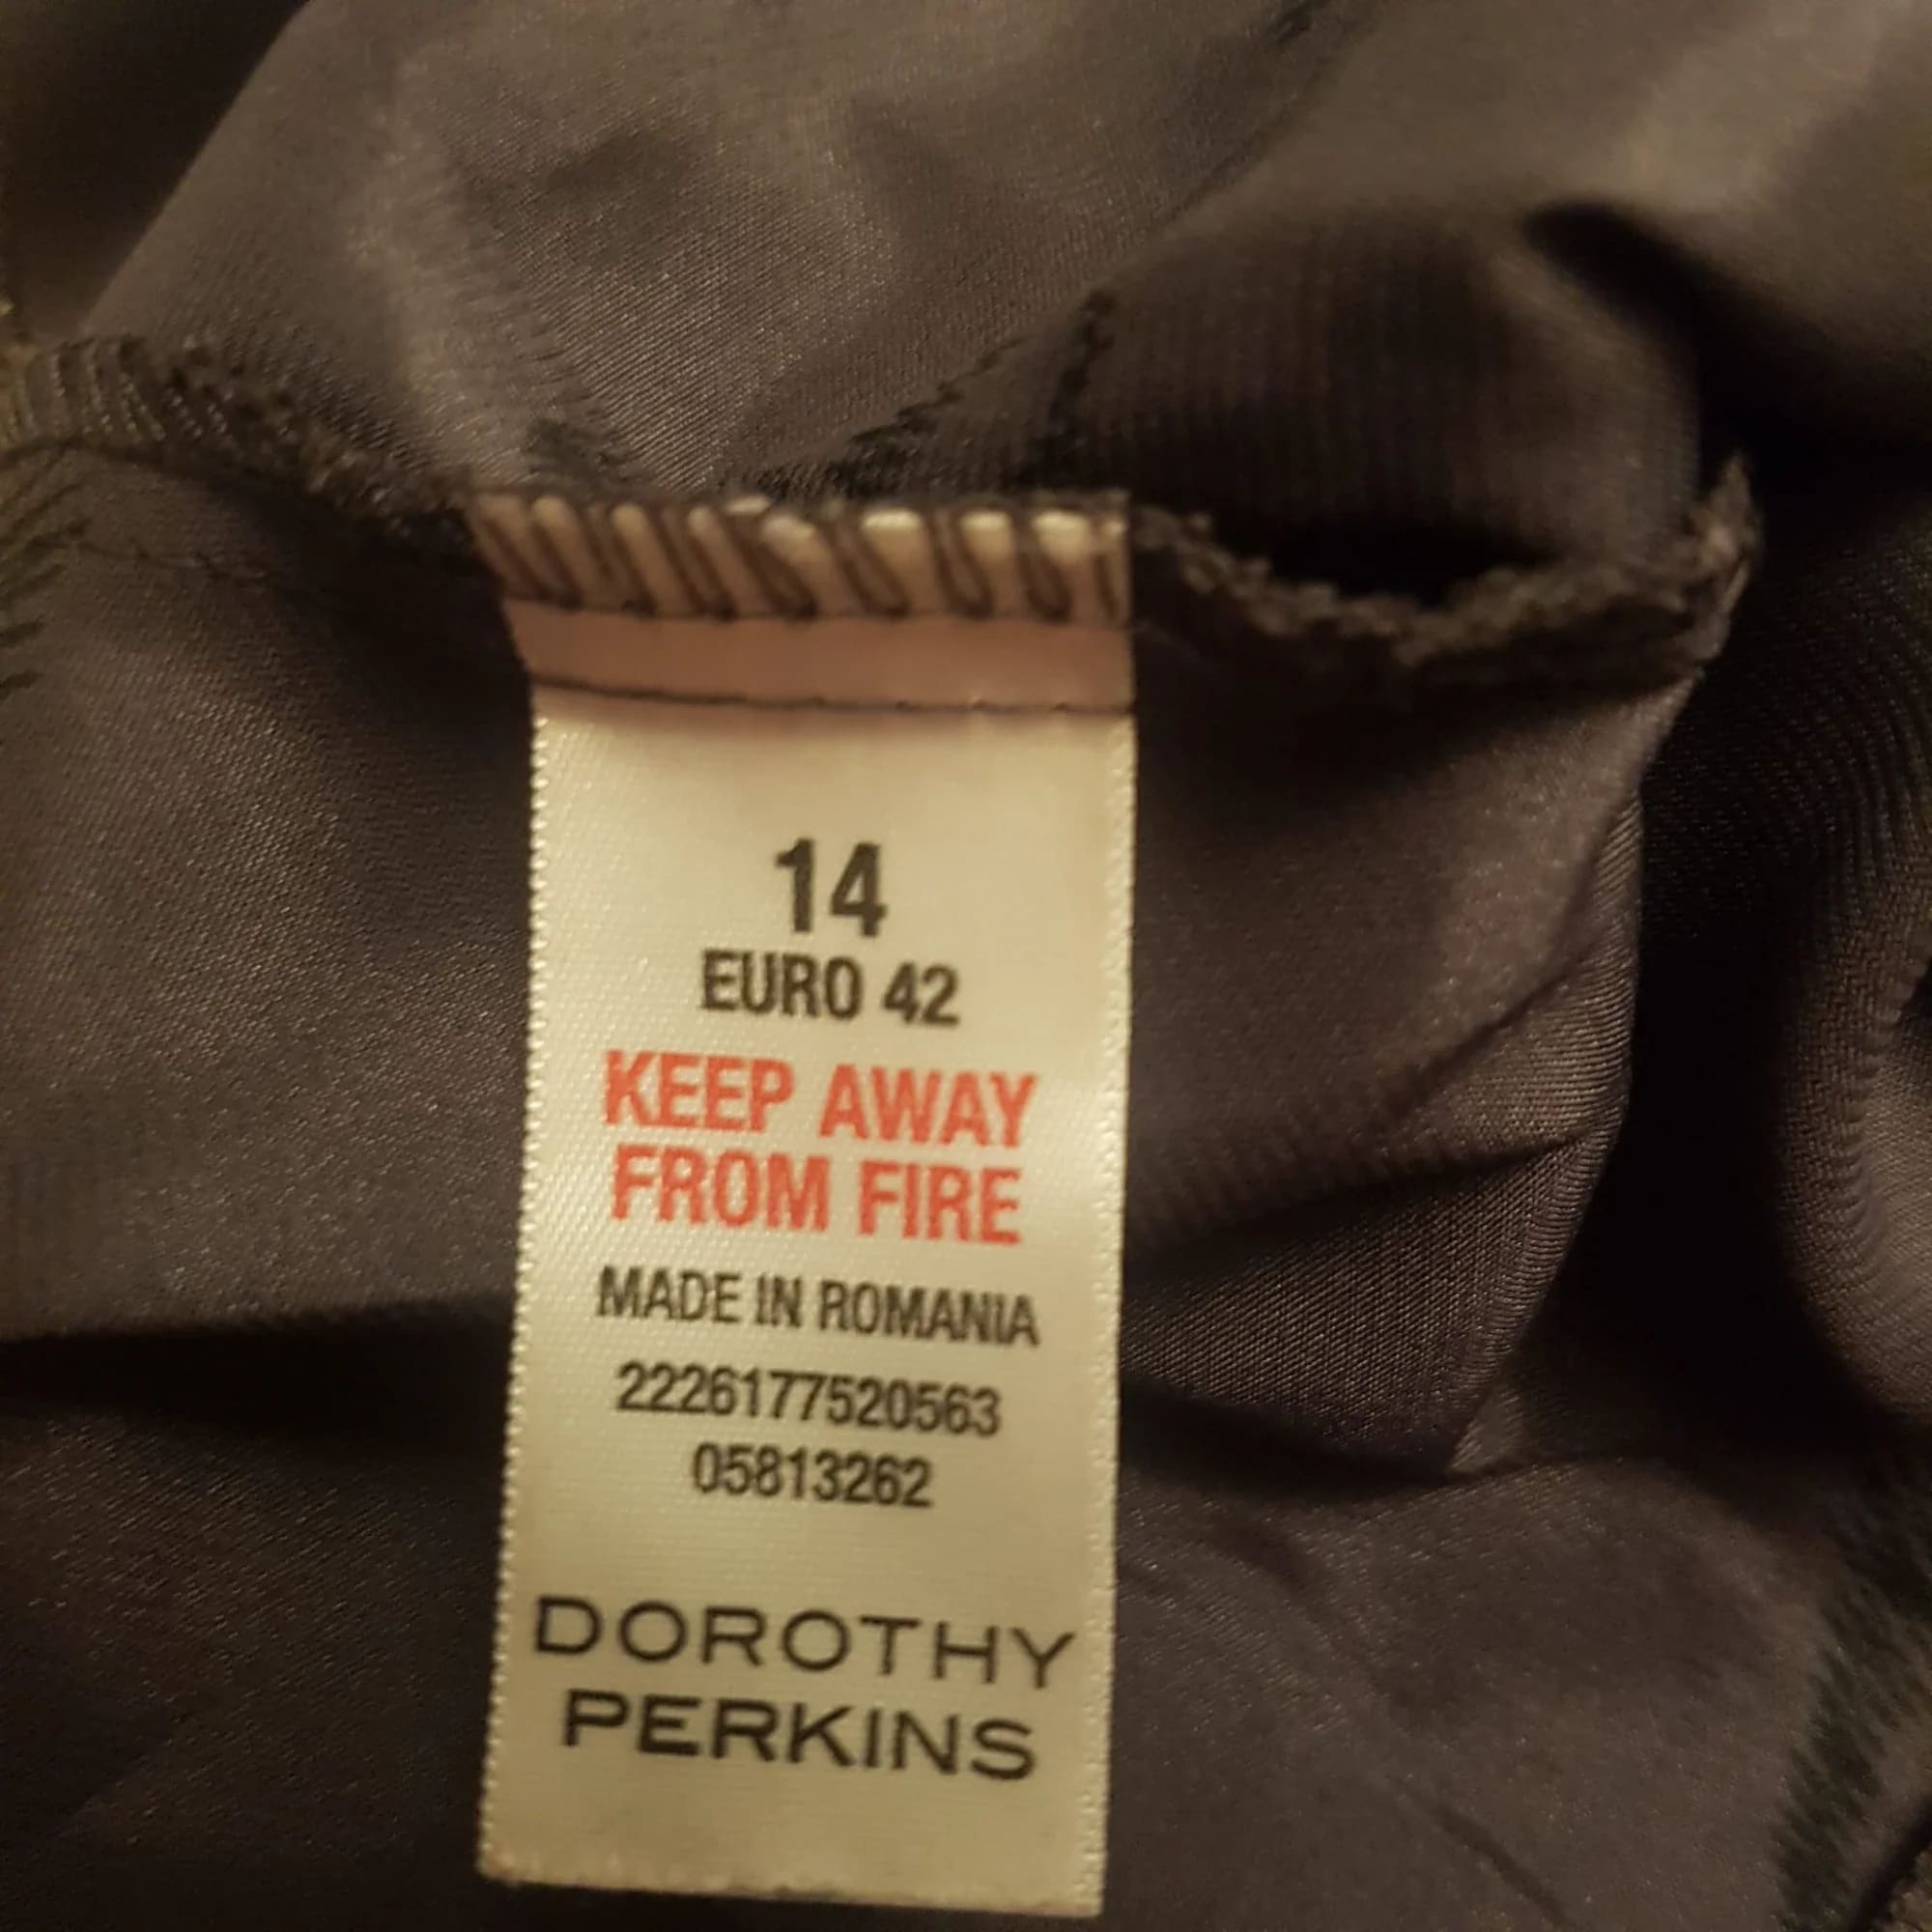 14
EURO 42
KEEP AWAY
FROM FIRE
MADE IN ROMANIA
2226177520563
05813262
DOROTHY
PERKINS